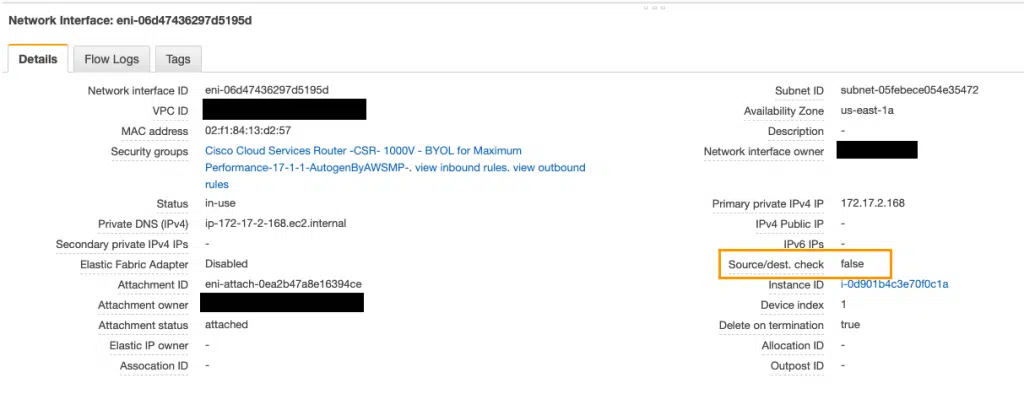 Network Interface: eni-06d47436297d5195d
Details Flow Logs Tags
Network interface ID eni-06d47436297d5195d Subnet ID subnet-05febece054e35472
VPC ID Availability Zone us-east-1a
MAC address 02:f1:84:13:d2:57 Description -
Security groups Cisco Cloud Services Router -CSR- 1000V - BYOL for Maximum Network interface owner
Performance-17-1-1-AutogenByAWSMP-. view inbound rules. view outbound
rules
Status in-use Primary private IPv4 IP 172.17.2.168
Private DNS (IPv4) ip-172-17-2-168.ec2.internal IPv4 Public IP -
Secondary private IPv4 IPs - IPv6 IPs -
Elastic Fabric Adapter Disabled Source/dest. check false
Attachment ID eni-attach-0ea2b47a8e16394ce Instance ID i-0d901b4c3e70f0c1a
Attachment owner Device index 1
Attachment status attached Delete on termination true
Elastic IP owner - Allocation ID -
Assocation ID - Outpost ID -